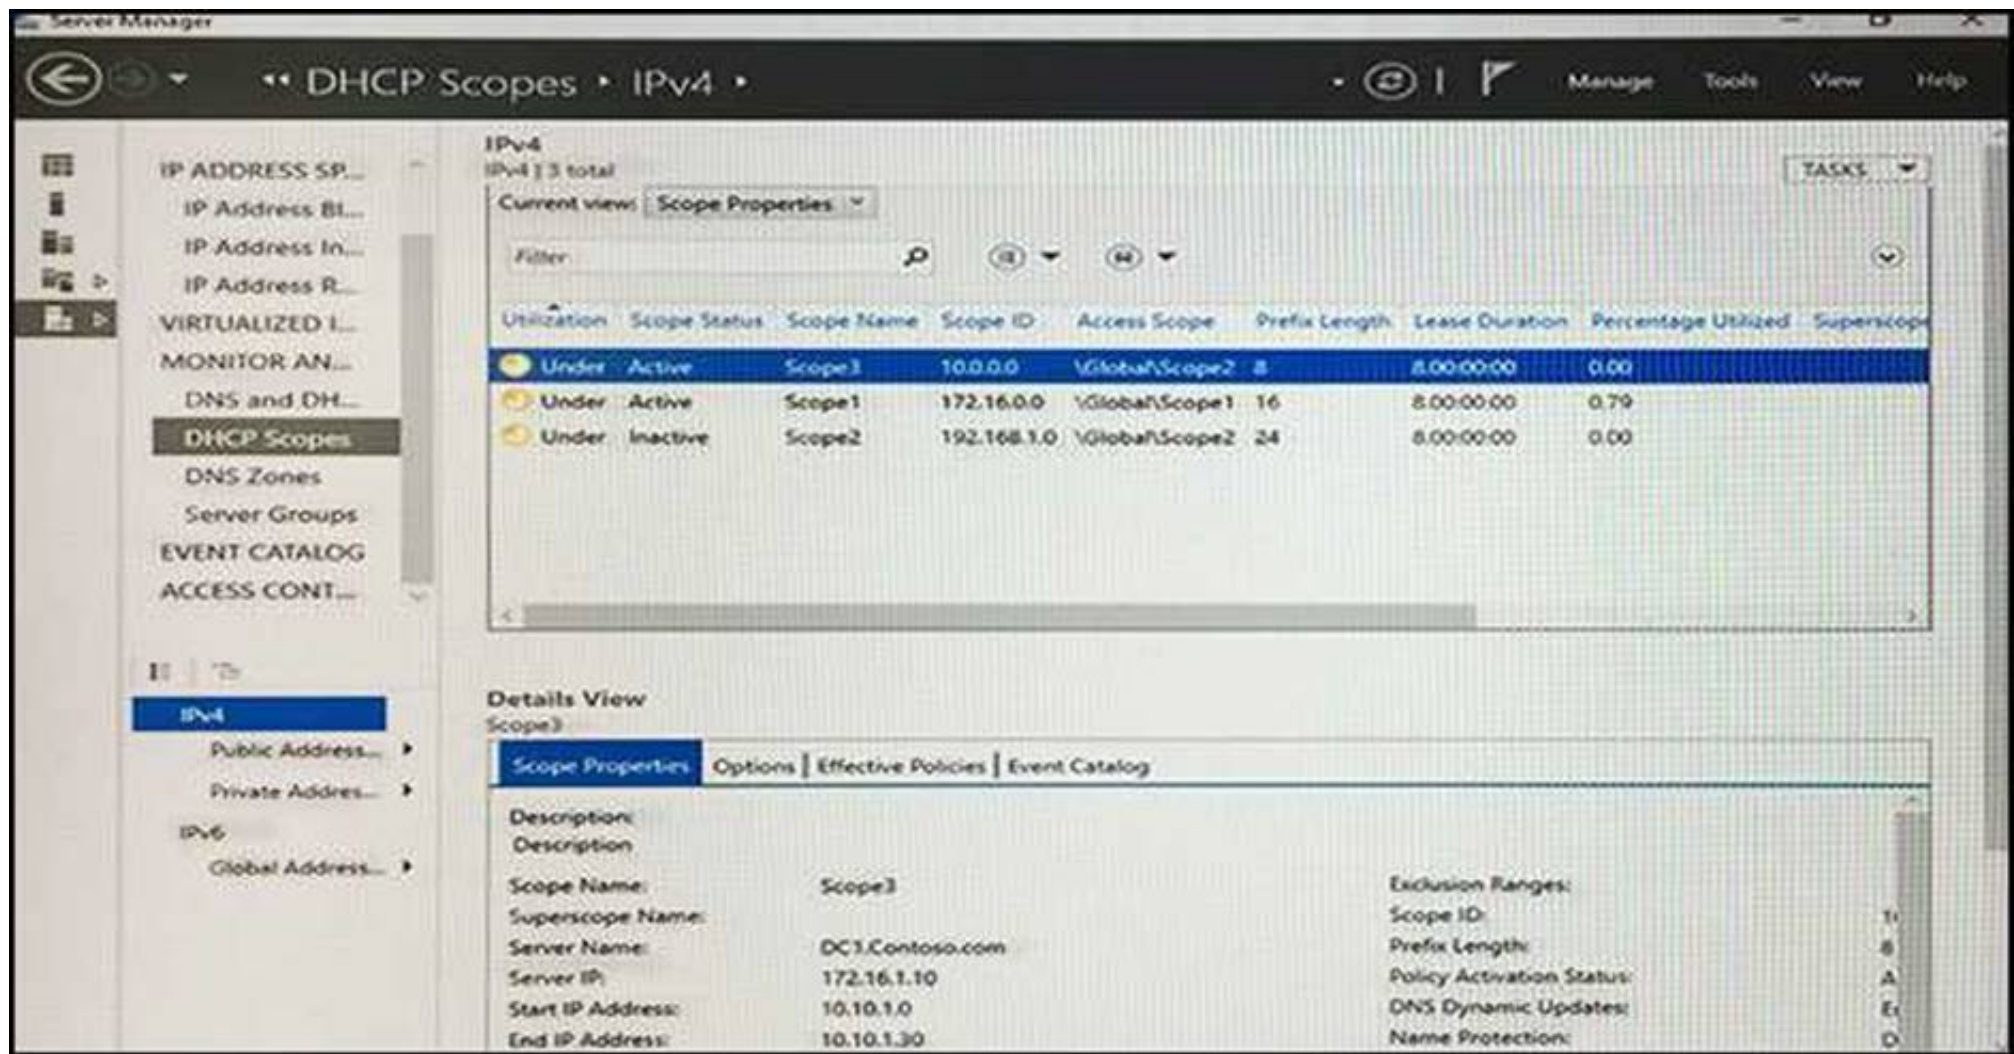 Server Manager
DHCP Scopes IPv4
Manage Tools View Help
IP ADDRESS SP...
IP Address Bl...
IP Address In...
IP Address R...
VIRTUALIZED I...
MONITOR AN...
DNS and DH...
DHCP Scopes
DNS Zones
Server Groups
EVENT CATALOG
ACCESS CONT...
IPv4
Public Address...
Private Addres...
IPv6
Global Address...
IPv4
IPv4 | 3 total
TASKS
Current view: Scope Properties
Filter
Utilization Scope Status Scope Name Scope ID Access Scope Prefix Length Lease Duration Percentage Utilized Superscope
Under Active Scope3 10.0.0.0 \Global\Scope2 8 8.00:00:00 0.00
Under Active Scope1 172.16.0.0 \Global\Scope1 16 8.00:00:00 0.79
Under Inactive Scope2 192.168.1.0 \Global\Scope2 24 8.00:00:00 0.00
Details View
Scope3
Scope Properties Options | Effective Policies | Event Catalog
Description:
Description
Scope Name: Scope3 Exclusion Ranges:
Superscope Name: Scope ID:
Server Name: DC1.Contoso.com Prefix Length: 8
Server IP: 172.16.1.10 Policy Activation Status: A
Start IP Address: 10.10.1.0 DNS Dynamic Updates:
End IP Address: 10.10.1.30 Name Protection: D